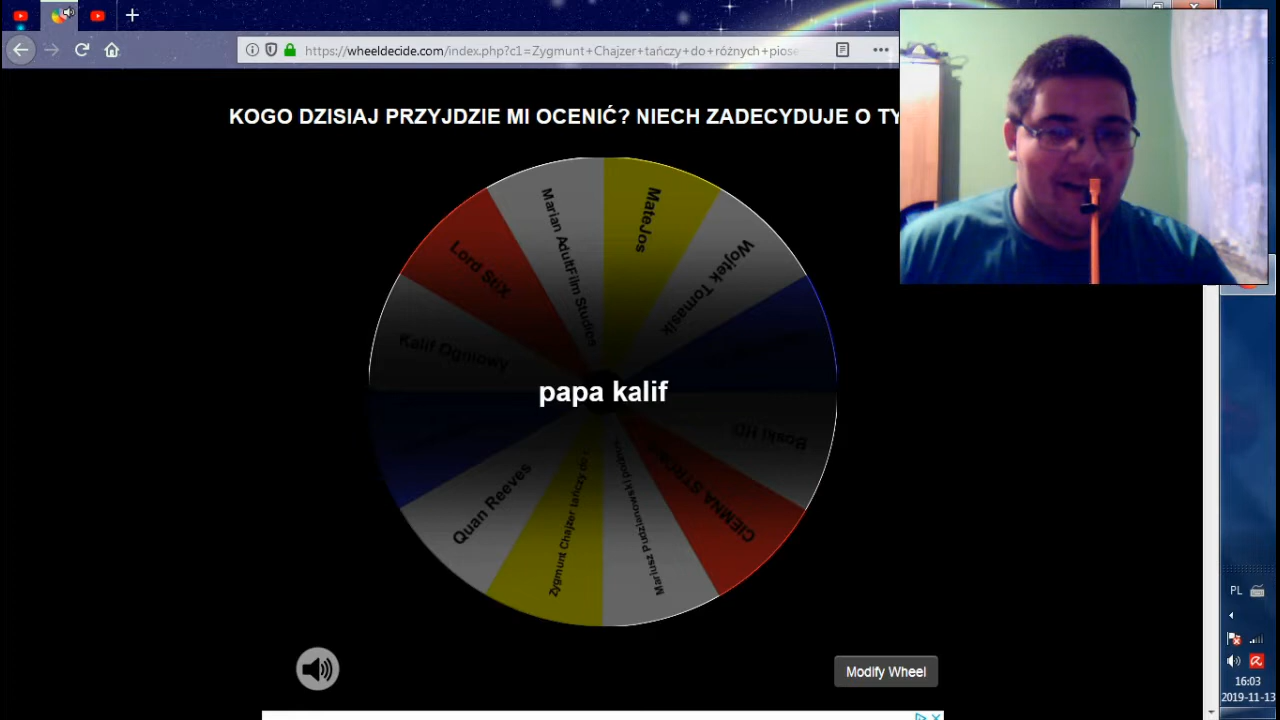 https://wheeldecide.com/index.php?c1=Zygmunt+Chajzer+tańczy+do+różnych+piose
KOGO DZISIAJ PRZYJDZIE MI OCENIĆ? NIECH ZADECYDUJE O TY
MateJos
Wojtek Tomasik
Boski HD
CIEMNA STRONA
Mariusz Pudzianowski
Zygmunt Chajzer tańczy do
Quan Reeves
Kalif Ogniowy
Lord StiX
Marian AdultFilm Studios
papa kalif
Modify Wheel
PL
16:03
2019-11-13